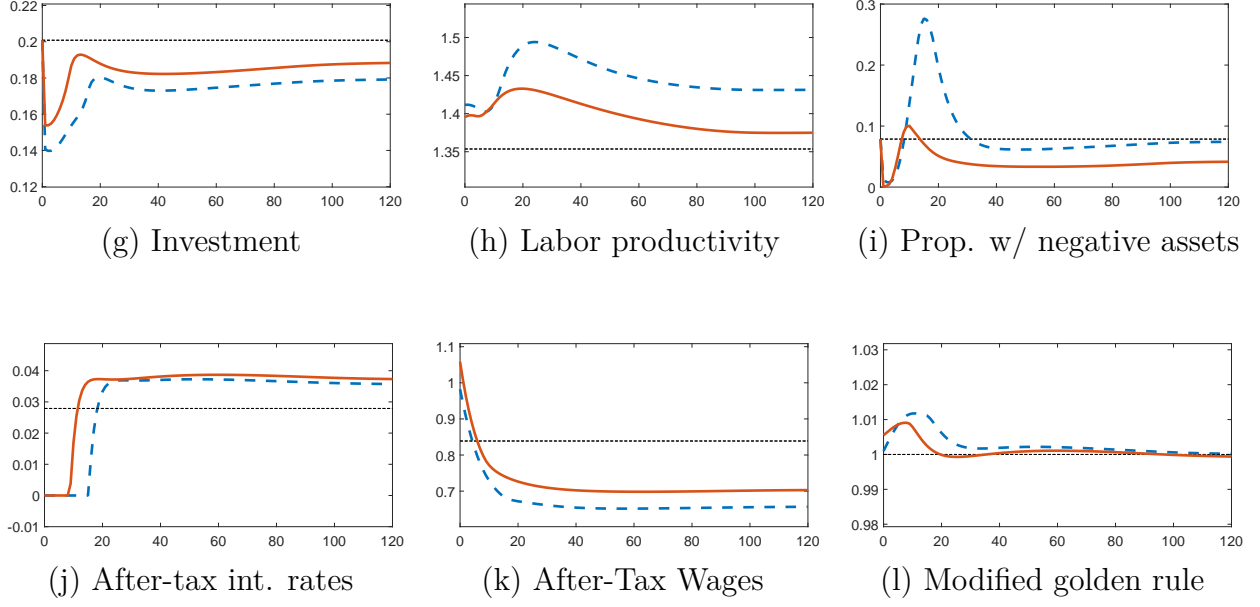 0.22 0.2 0.18 0.16 0.14 0.12
0 20 40 60 80 100 120
(g) Investment
1.5 1.45 1.4 1.35
0 20 40 60 80 100 120
(h) Labor productivity
0.3 0.2 0.1 0
0 20 40 60 80 100 120
(i) Prop. w/ negative assets
0.04 0.03 0.02 0.01 0 -0.01
0 20 40 60 80 100 120
(j) After-tax int. rates
1.1 1 0.9 0.8 0.7
0 20 40 60 80 100 120
(k) After-Tax Wages
1.03 1.02 1.01 1 0.99 0.98
0 20 40 60 80 100 120
(l) Modified golden rule